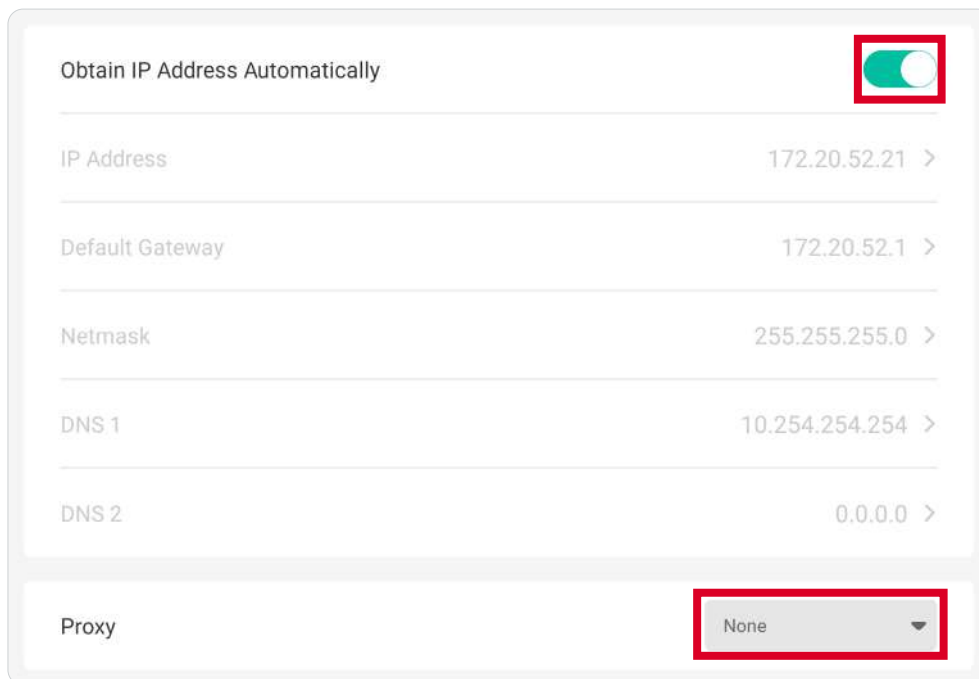 Obtain IP Address Automatically
IP Address 172.20.52.21
Default Gateway 172.20.52.1
Netmask 255.255.255.0
DNS 1 10.254.254.254
DNS 2 0.0.0.0
Proxy None